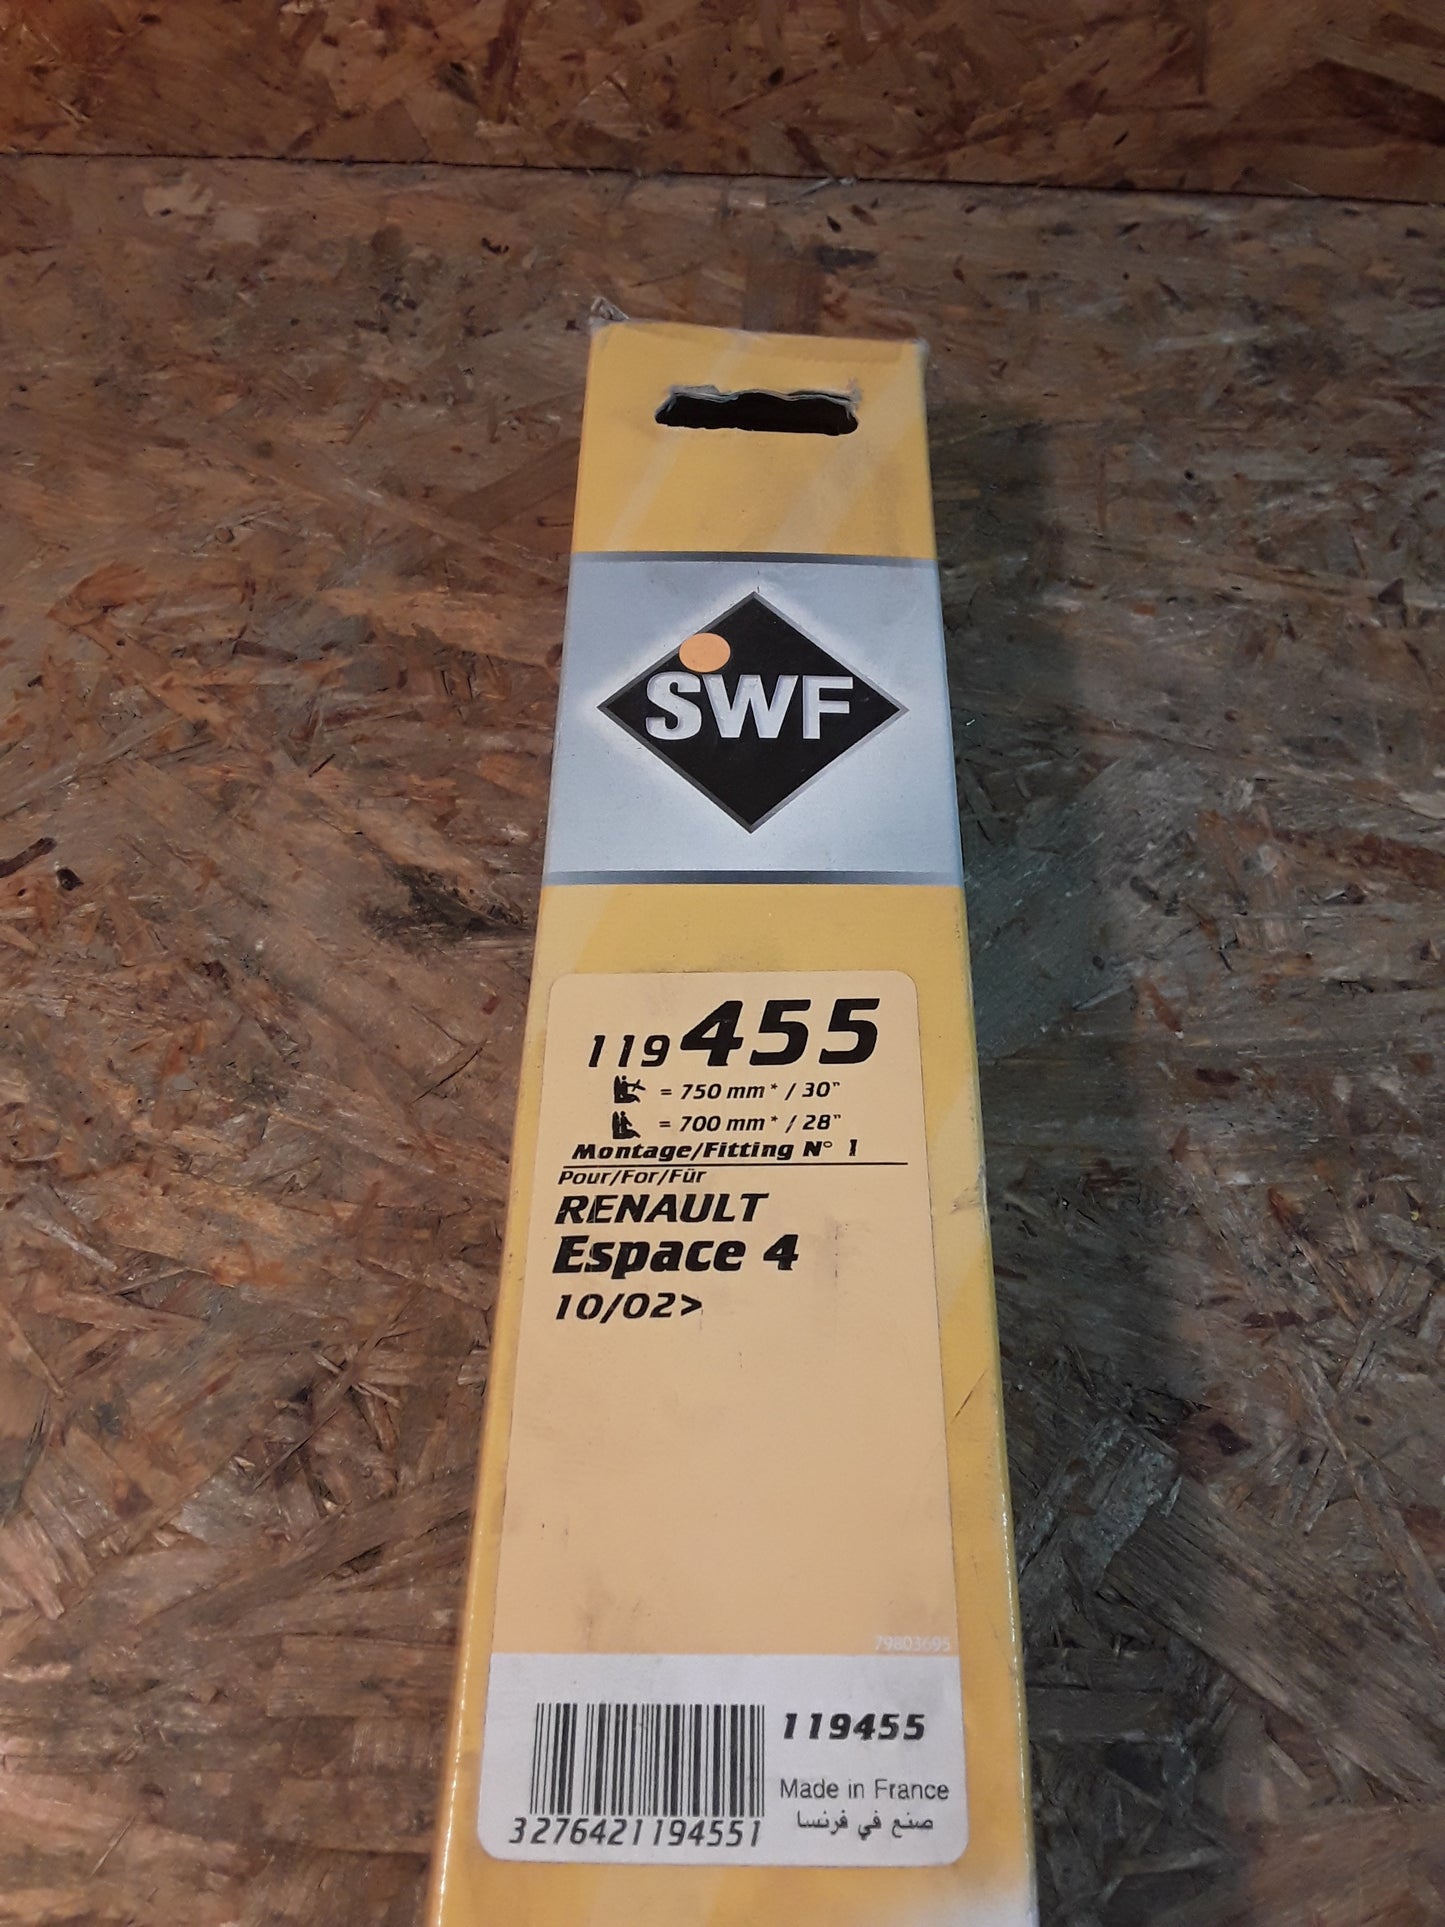 SWF
119455
= 750 mm* / 30"
= 700 mm* / 28"
Montage/Fitting N° 1
Pour/For/Für
RENAULT
Espace 4
10/02>
79803695
119455
Made in France
صنع في فرنسا
3276421194551